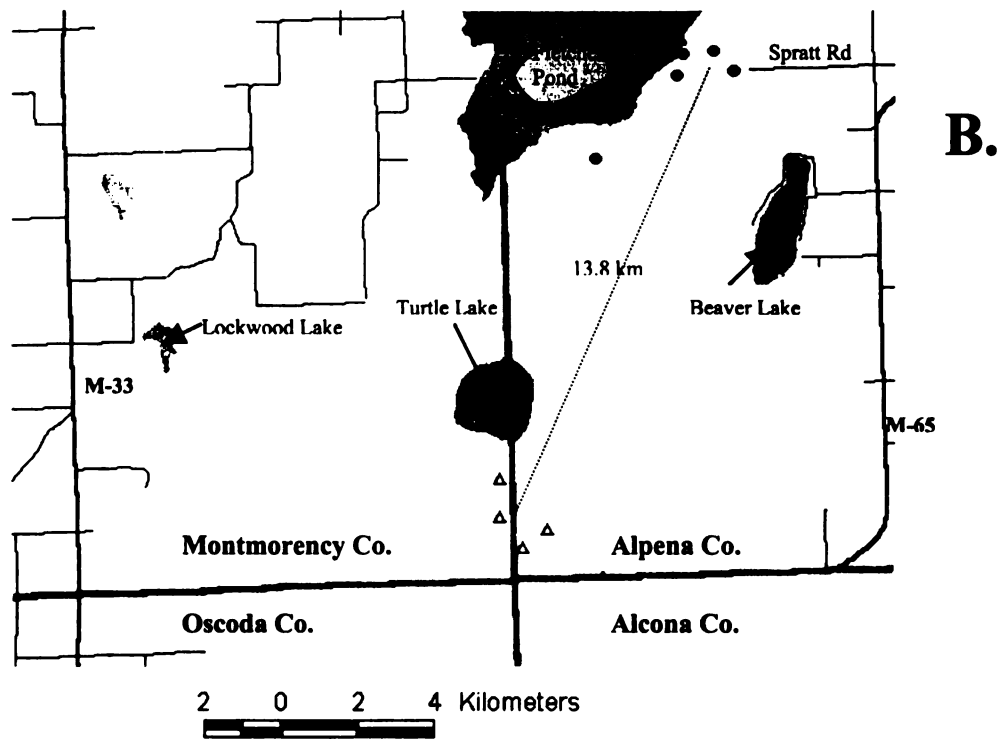 Pond
Spratt Rd
B.
13.8 km
Turtle Lake
Beaver Lake
Lockwood Lake
M-33
M-65
Montmorency Co.
Alpena Co.
Oscoda Co.
Alcona Co.
2 0 2 4 Kilometers